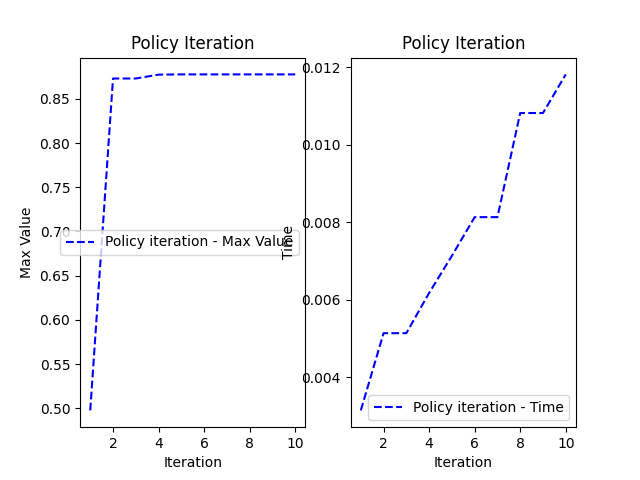 Policy Iteration
Max Value
0.85
0.80
0.75
0.70
0.65
0.60
0.55
0.50
Policy iteration - Max Value
2 4 6 8 10
Iteration
Policy Iteration
Time
0.012
0.010
0.008
0.006
0.004
Policy iteration - Time
2 4 6 8 10
Iteration